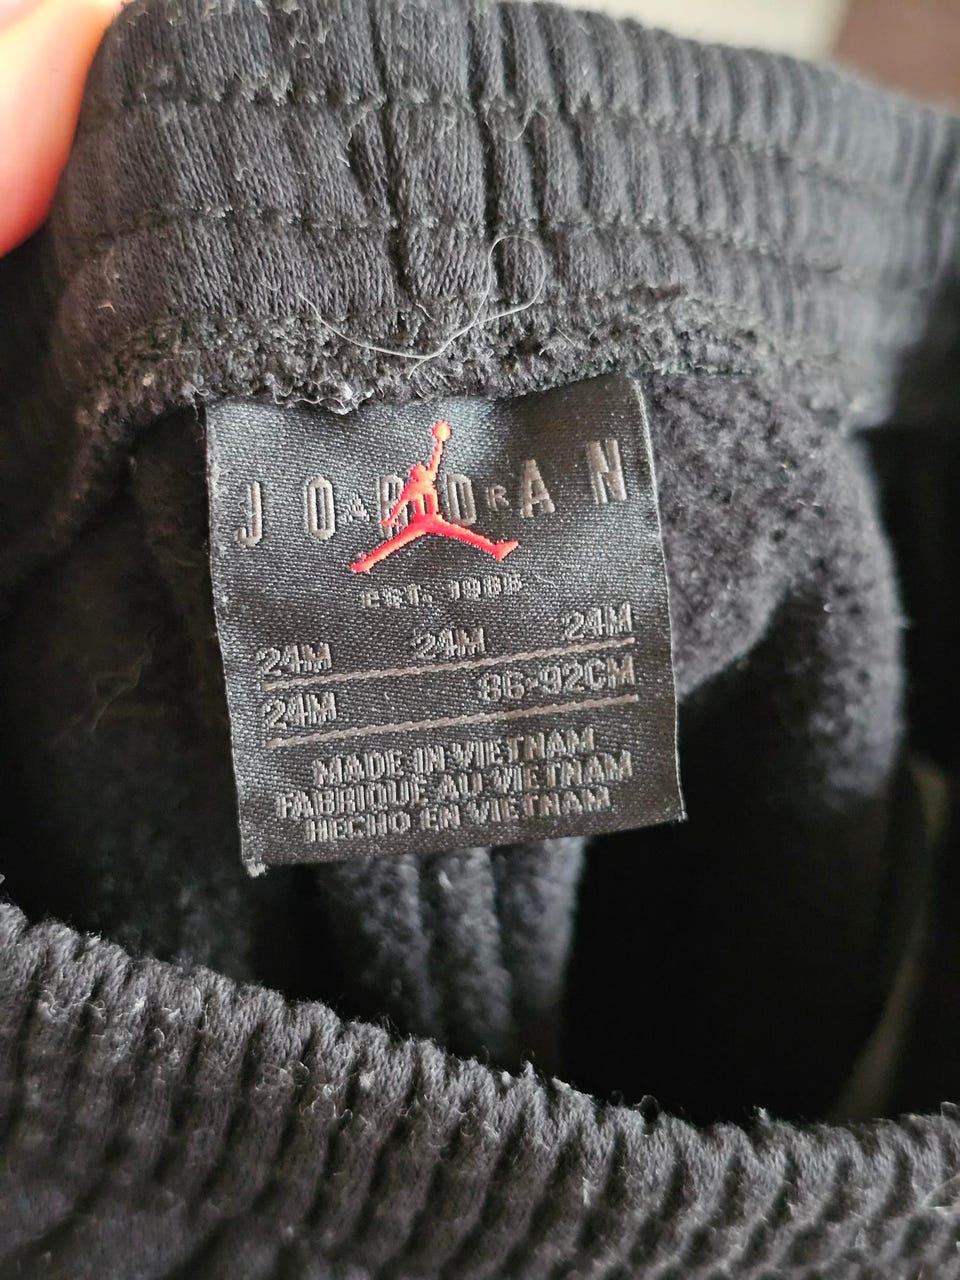 JORDAN
EST. 1985
24M 24M 24M
24M 86-92CM
MADE IN VIETNAM
FABRIQUE AU VIETNAM
HECHO EN VIETNAM